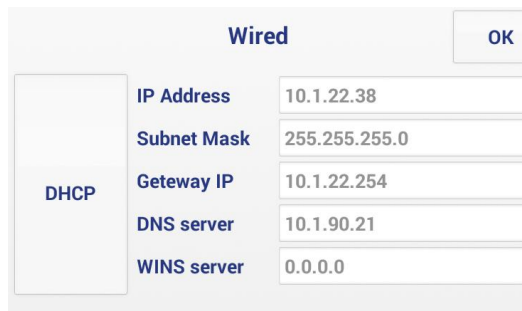 Wired
OK
DHCP
IP Address 10.1.22.38
Subnet Mask 255.255.255.0
Geteway IP 10.1.22.254
DNS server 10.1.90.21
WINS server 0.0.0.0